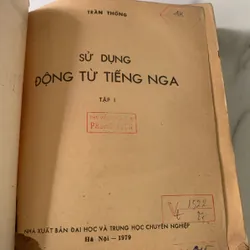 TRẦN THỐNG
SỬ DỤNG
ĐỘNG TỪ TIẾNG NGA
TẬP I
NHÀ XUẤT BẢN ĐẠI HỌC VÀ TRUNG HỌC CHUYÊN NGHIỆP
Hà Nội — 1979